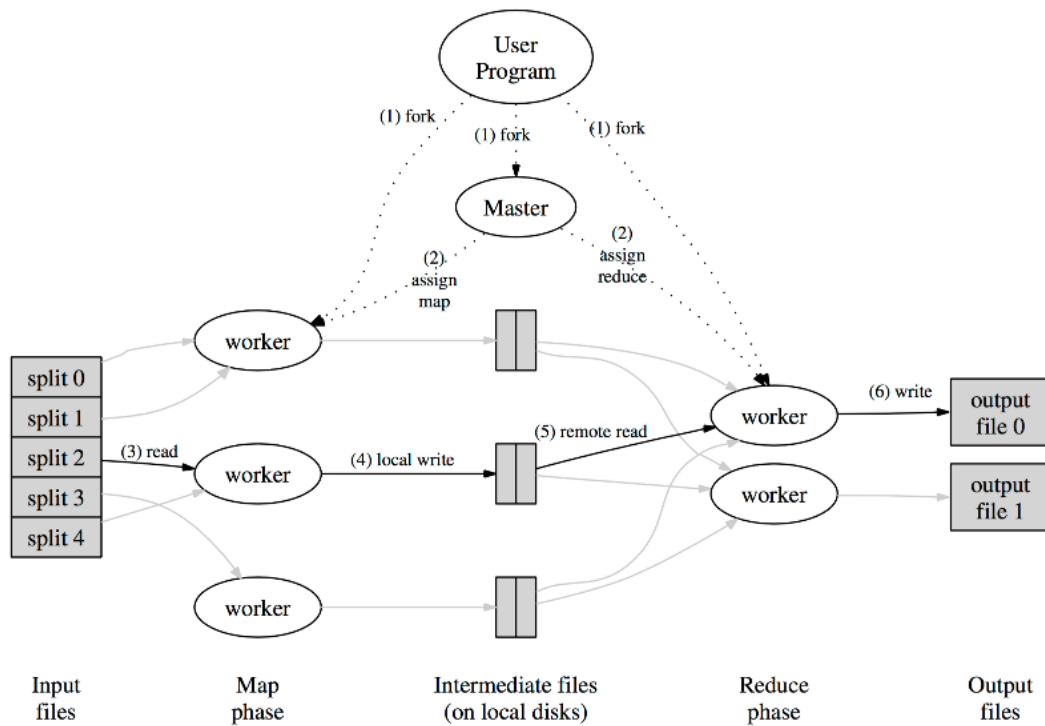 User
Program
(1) fork
(1) fork
(1) fork
Master
(2)
assign
map
(2)
assign
reduce
worker
split 0
split 1
split 2
split 3
split 4
(3) read
worker
(4) local write
(5) remote read
worker
(6) write
output
file 0
worker
output
file 1
worker
Input
files
Map
phase
Intermediate files
(on local disks)
Reduce
phase
Output
files